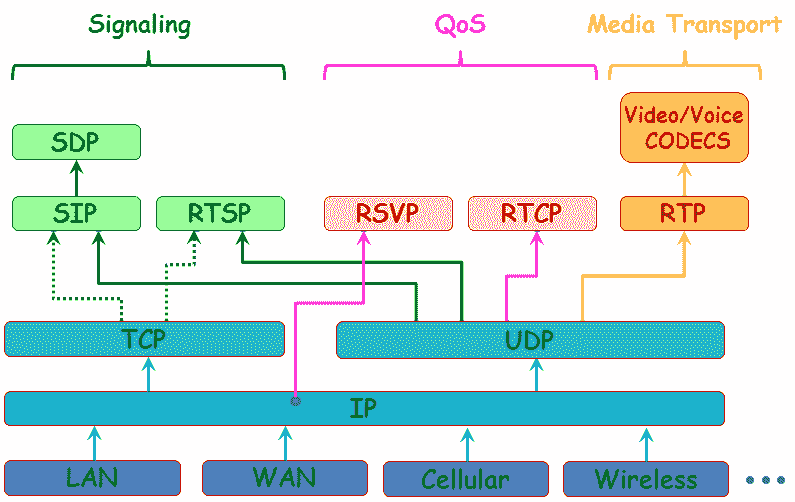 Signaling
QoS
Media Transport
Video/Voice
CODECS
SDP
SIP
RTSP
RSVP
RTCP
RTP
TCP
UDP
IP
LAN
WAN
Cellular
Wireless